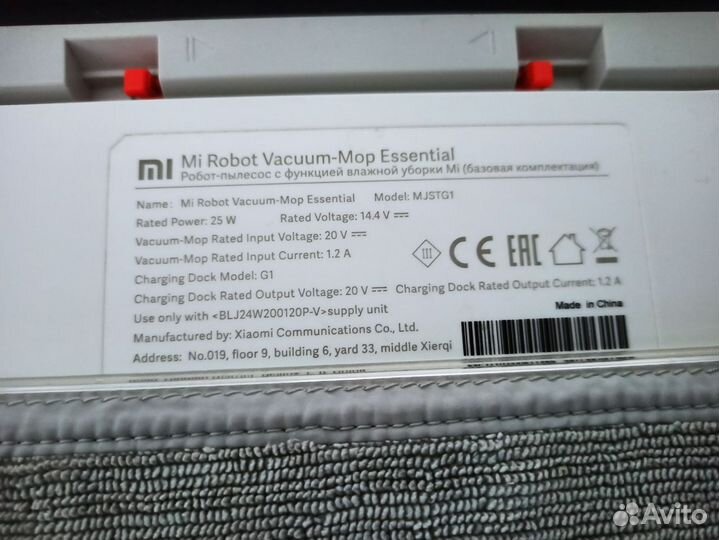 mi Mi Robot Vacuum-Mop Essential
Робот-пылесос с функцией влажной уборки Mi (базовая комплектация)
Name: Mi Robot Vacuum-Mop Essential Model: MJSTG1
Rated Power: 25 W Rated Voltage: 14.4 V
Vacuum-Mop Rated Input Voltage: 20 V
Vacuum-Mop Rated Input Current: 1.2 A
Charging Dock Model: G1
Charging Dock Rated Output Voltage: 20 V Charging Dock Rated Output Current: 1.2 A
Use only with <BLJ24W200120P-V>supply unit
Manufactured by: Xiaomi Communications Co., Ltd.
Address: No.019, floor 9, building 6, yard 33, middle Xierqi
III CE EAC
Made in China
Avito